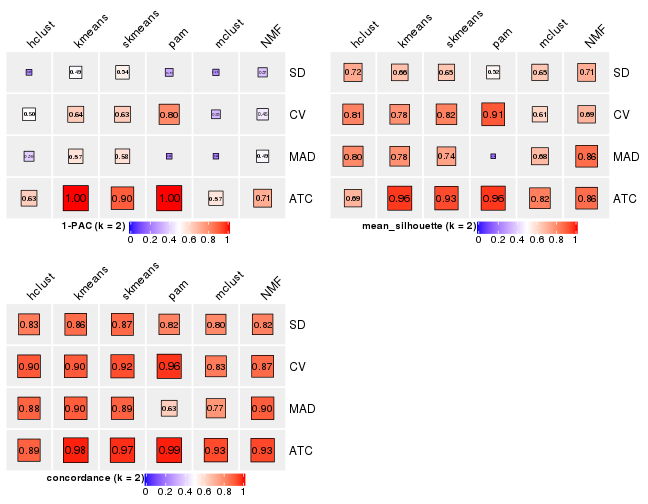 hclust kmeans skmeans pam mclust NMF
0.49 0.54 SD
0.50 0.64 0.63 0.80 0.45 CV
0.57 0.58 0.49 MAD
0.63 1.00 0.90 1.00 0.57 0.71 ATC
1-PAC (k = 2)
0 0.2 0.4 0.6 0.8 1
hclust kmeans skmeans pam mclust NMF
0.72 0.66 0.65 0.52 0.65 0.71 SD
0.81 0.78 0.82 0.91 0.61 0.69 CV
0.80 0.78 0.74 0.68 0.86 MAD
0.69 0.96 0.93 0.96 0.82 0.86 ATC
mean_silhouette (k = 2)
0 0.2 0.4 0.6 0.8 1
hclust kmeans skmeans pam mclust NMF
0.83 0.86 0.87 0.82 0.80 0.82 SD
0.90 0.90 0.92 0.96 0.83 0.87 CV
0.88 0.90 0.89 0.63 0.77 0.90 MAD
0.89 0.98 0.97 0.99 0.93 0.93 ATC
concordance (k = 2)
0 0.2 0.4 0.6 0.8 1